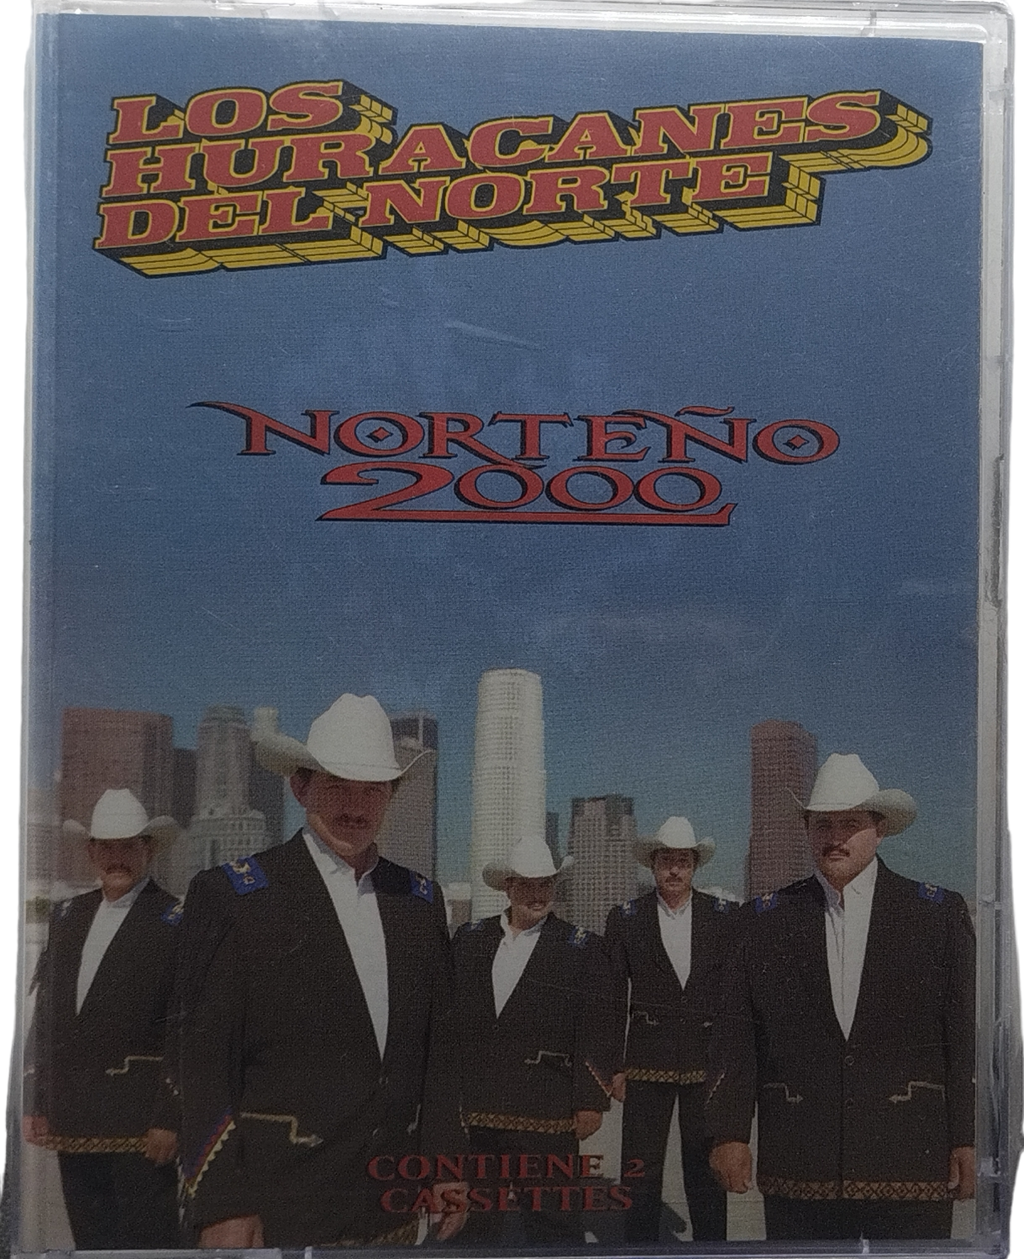 LOS
HURACANES
DEL NORTE
NORTEÑO
2000
CONTIENE 2
CASSETTES